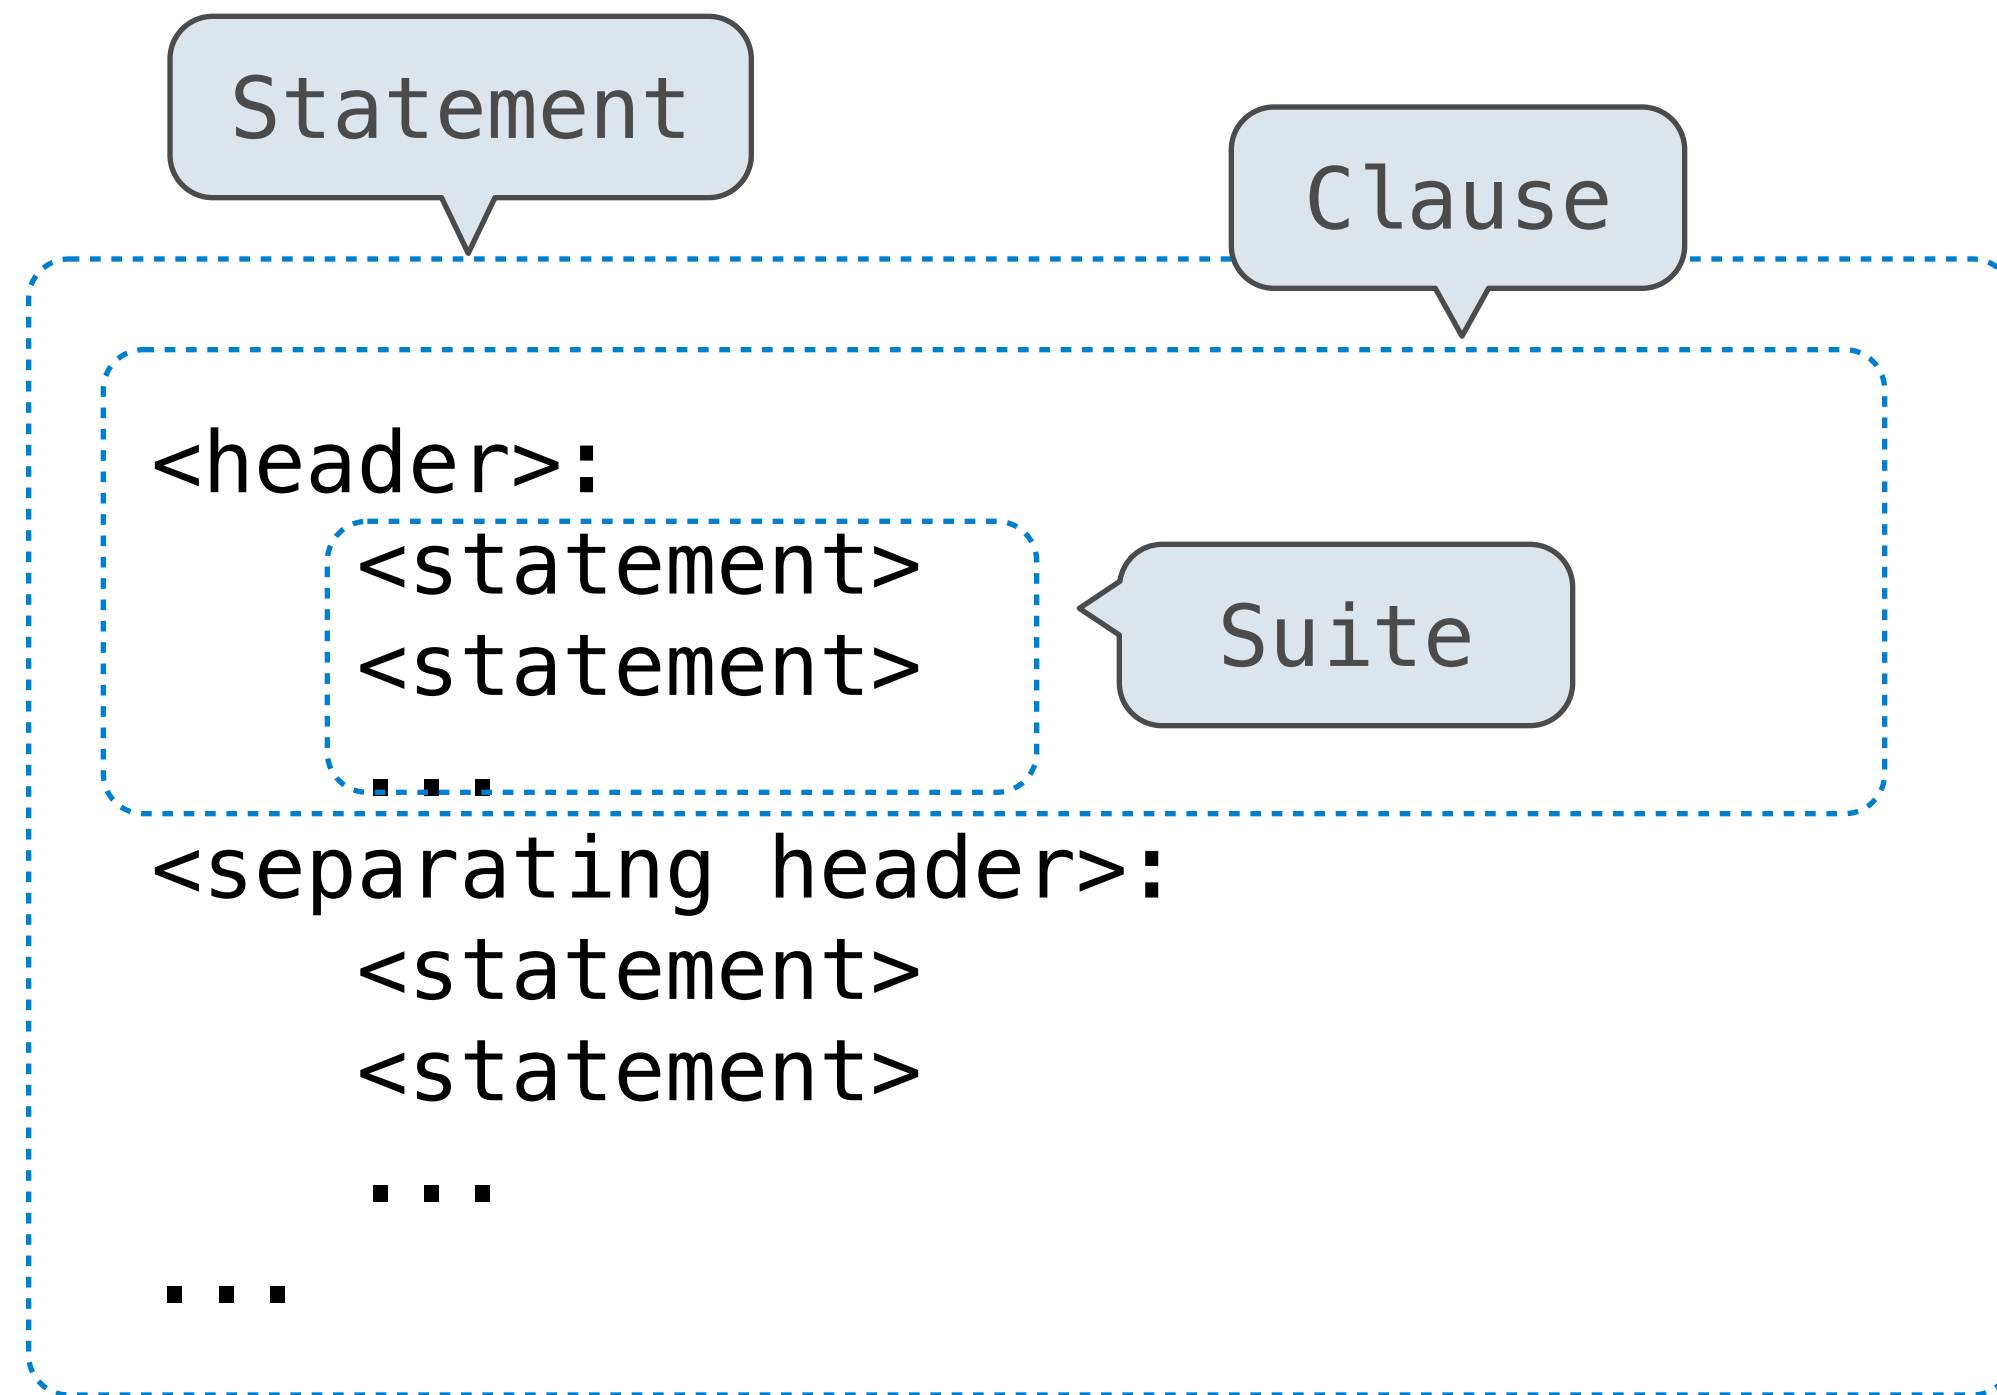 Statement
Clause
<header>:
<statement>
<statement>
Suite
...
<separating header>:
<statement>
<statement>
...
...